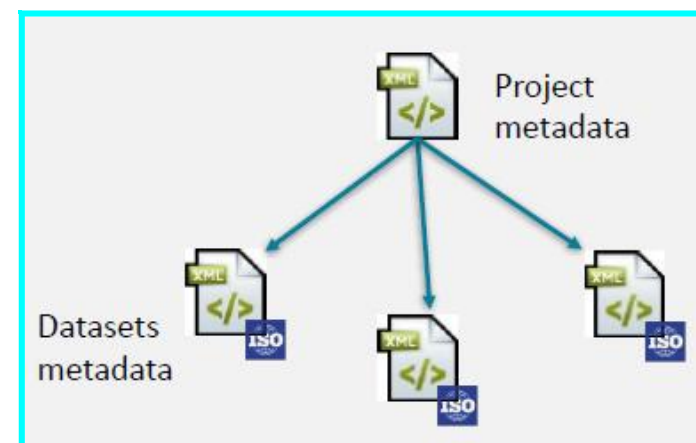 XML
</>
Project
metadata
XML
</>
ISO
XML
</>
ISO
Datasets
metadata
XML
</>
ISO